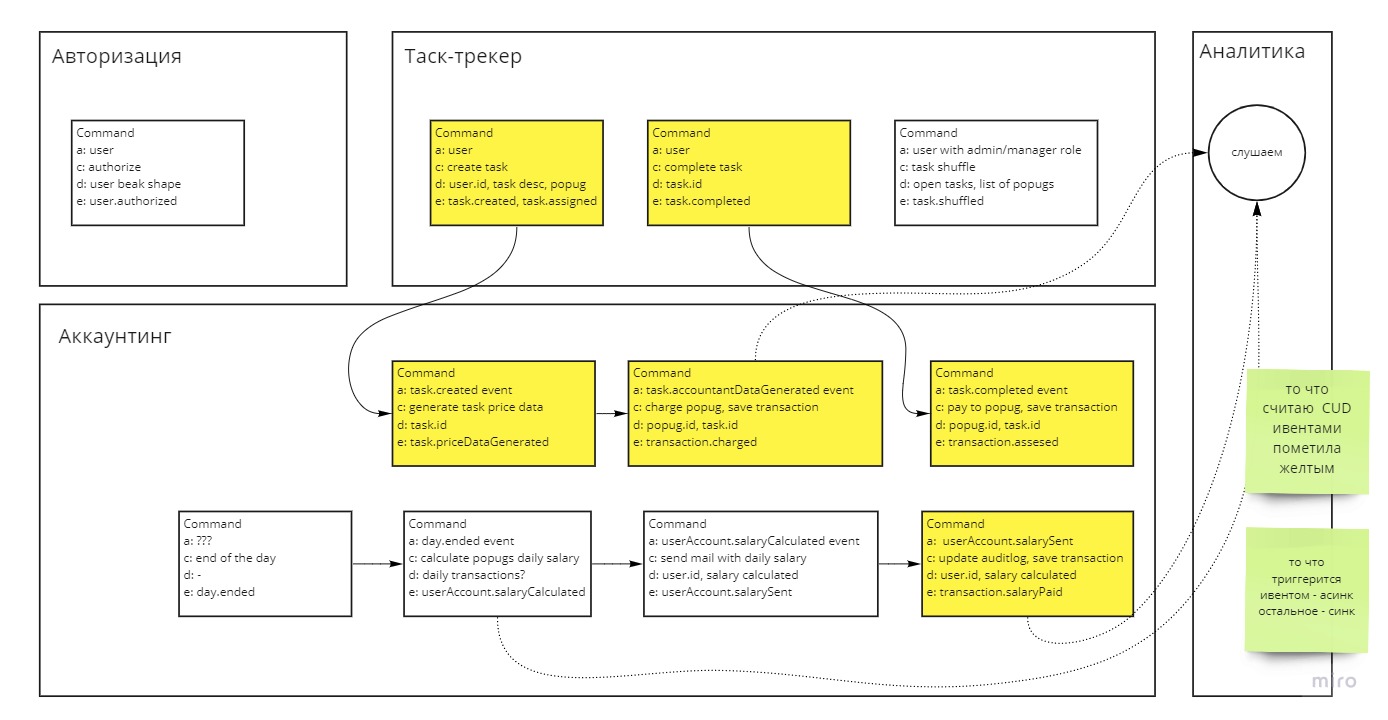 Авторизация
Command
a: user
c: authorize
d: user beak shape
e: user.authorized
Таск-трекер
Command
a: user
c: create task
d: user.id, task desc, popug
e: task.created, task.assigned
Command
a: user
c: complete task
d: task.id
e: task.completed
Command
a: user with admin/manager role
c: task shuffle
d: open tasks, list of popugs
e: task.shuffled
Аналитика
слушаем
Аккаунтинг
Command
a: task.created event
c: generate task price data
d: task.id
e: task.priceDataGenerated
Command
a: task.accountantDataGenerated event
c: charge popug, save transaction
d: popug.id, task.id
e: transaction.charged
Command
a: task.completed event
c: pay to popug, save transaction
d: popug.id, task.id
e: transaction.assesed
Command
a: ???
c: end of the day
d: -
e: day.ended
Command
a: day.ended event
c: calculate popugs daily salary
d: daily transactions?
e: userAccount.salaryCalculated
Command
a: userAccount.salaryCalculated event
c: send mail with daily salary
d: user.id, salary calculated
e: userAccount.salarySent
Command
a: userAccount.salarySent
c: update auditlog, save transaction
d: user.id, salary calculated
e: transaction.salaryPaid
то что
считаю CUD
ивентами
пометила
желтым
то что
триггерится
ивентом - асинк
остальное - синк
miro